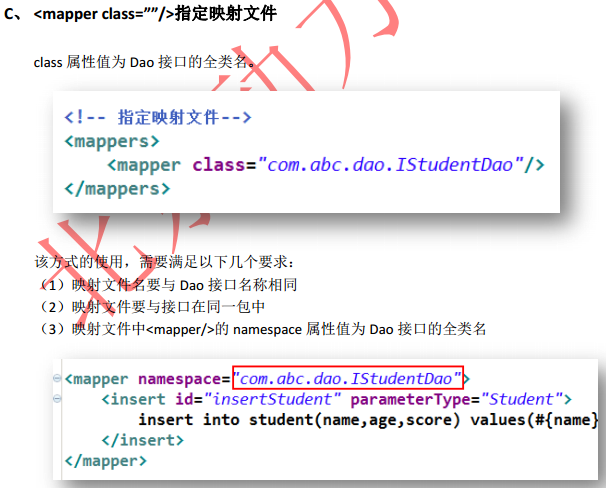 C、 <mapper class=””/>指定映射文件
class 属性值为 Dao 接口的全类名。
<!-- 指定映射文件-->
<mappers>
<mapper class="com.abc.dao.IStudentDao"/>
</mappers>
该方式的使用，需要满足以下几个要求：
（1）映射文件名要与 Dao 接口名称相同
（2）映射文件要与接口在同一包中
（3）映射文件中<mapper/>的 namespace 属性值为 Dao 接口的全类名
<mapper namespace="com.abc.dao.IStudentDao">
<insert id="insertStudent" parameterType="Student">
insert into student(name,age,score) values(#{name}
</insert>
</mapper>